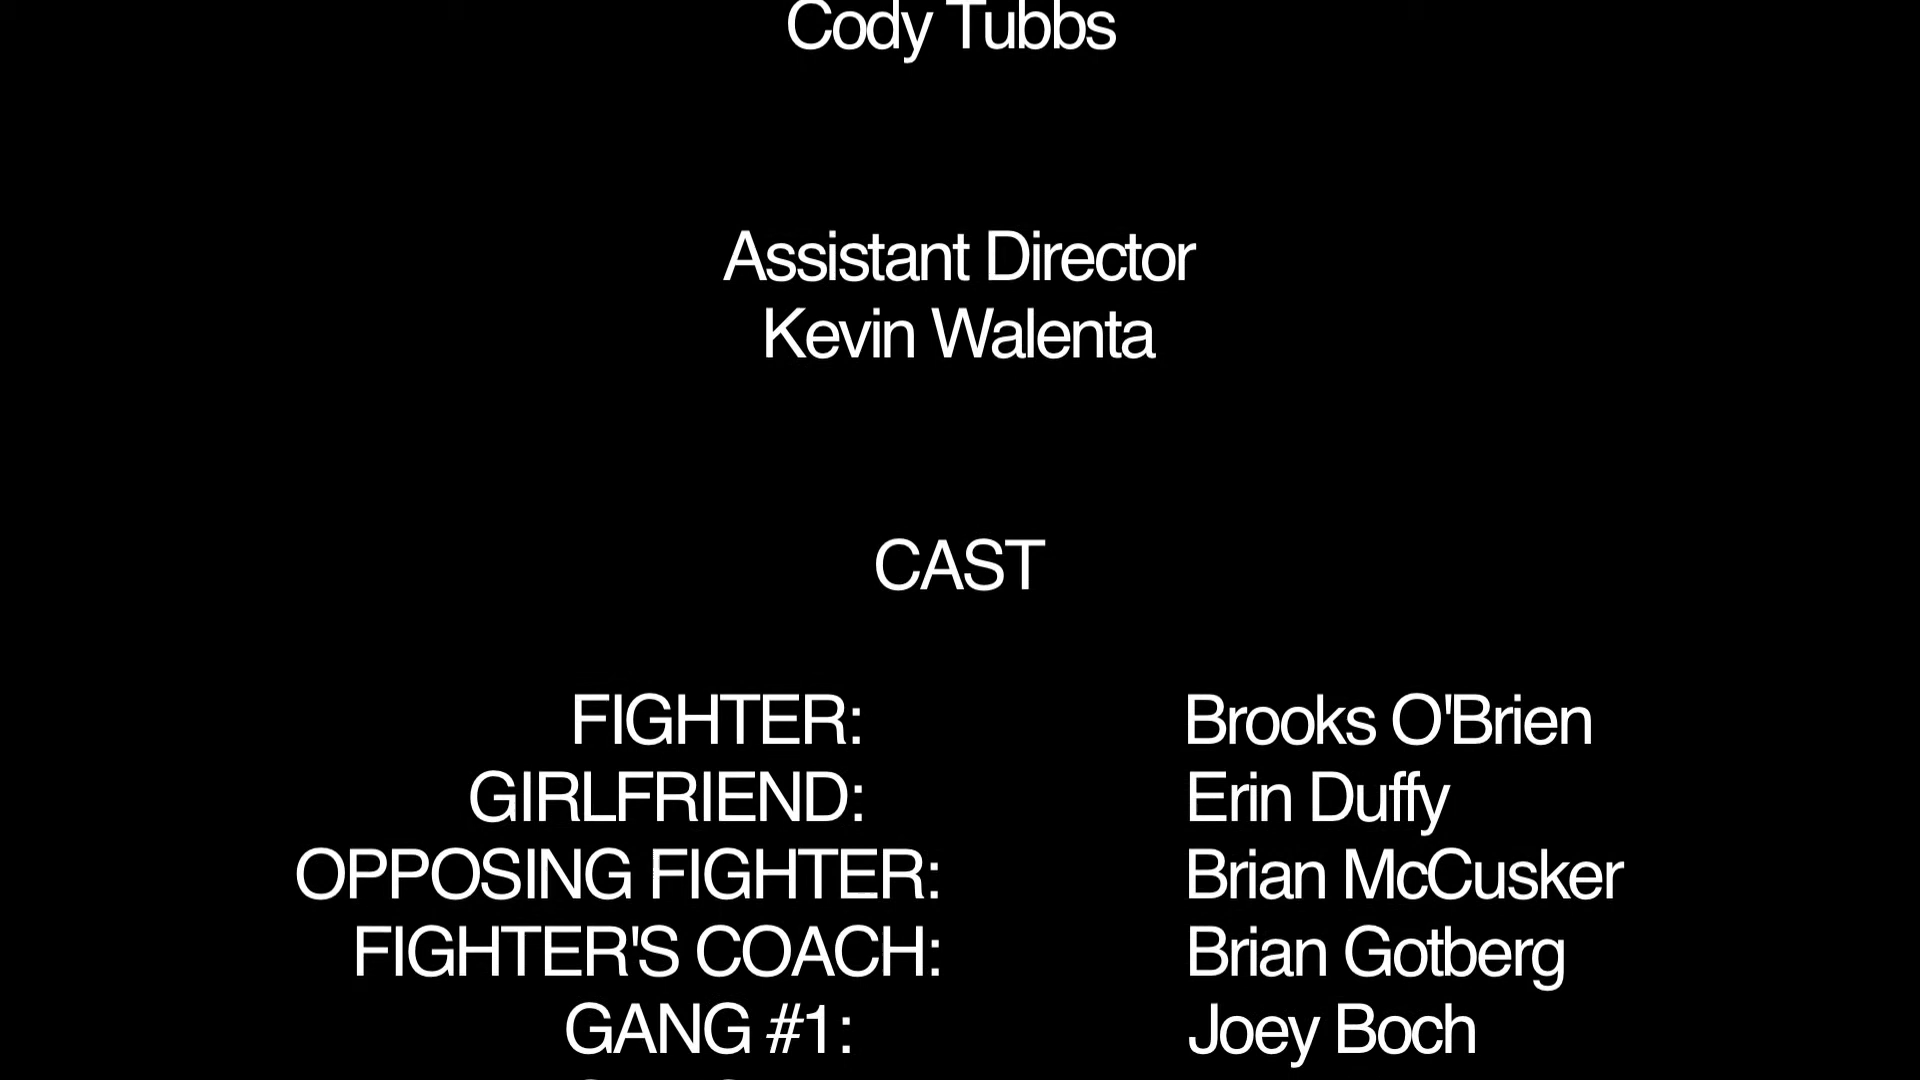 Cody Tubbs
Assistant Director
Kevin Walenta
CAST
FIGHTER: Brooks O'Brien
GIRLFRIEND: Erin Duffy
OPPOSING FIGHTER: Brian McCusker
FIGHTER'S COACH: Brian Gotberg
GANG #1: Joey Boch